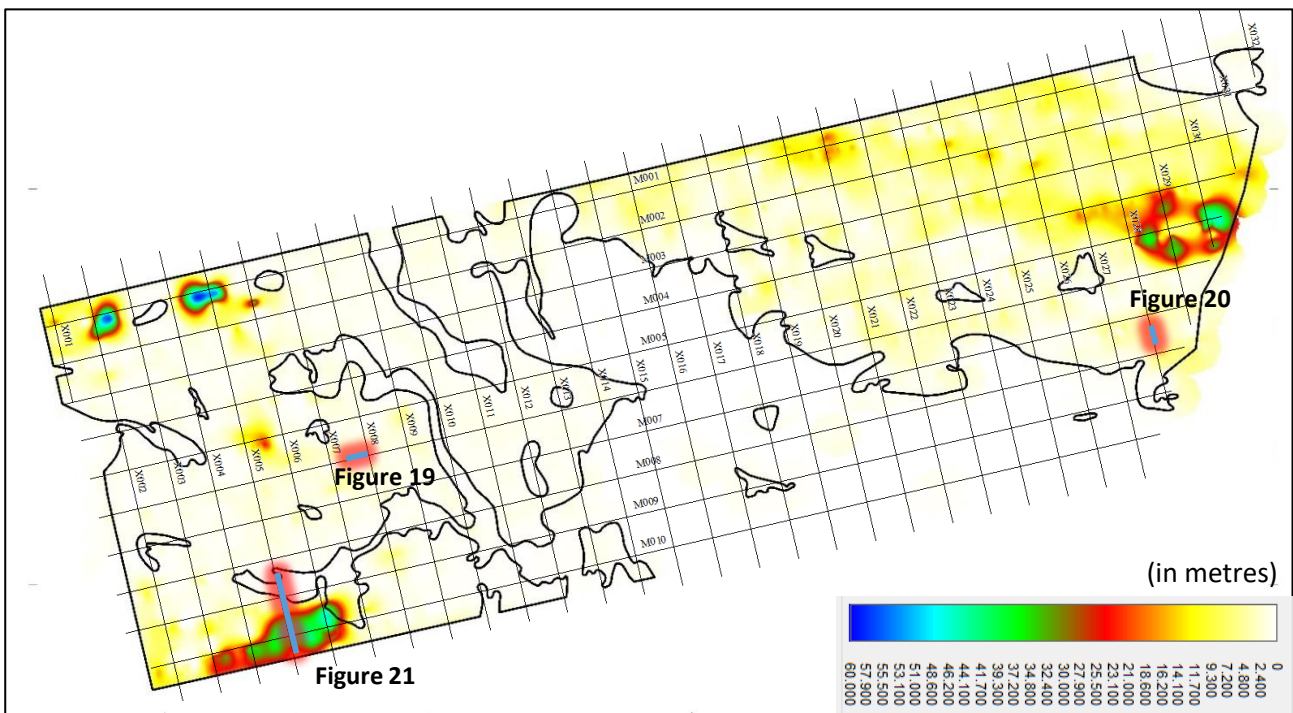 X032
X031
X030
X029
X028
X027
X026
X025
X024
X023
X022
X021
X020
X019
X018
X017
X016
X015
X014
X013
X012
X011
X010
X009
X008
X007
X006
X005
X004
X003
X002
X001
M001
M002
M003
M004
M005
M007
M008
M009
M010
Figure 20
Figure 19
Figure 21
(in metres)
0
2.400
4.800
7.200
9.300
11.700
14.100
16.200
18.600
21.000
23.100
25.500
27.900
30.000
32.400
34.800
37.200
39.300
41.700
44.100
46.200
48.600
51.000
53.100
55.500
57.900
60.000